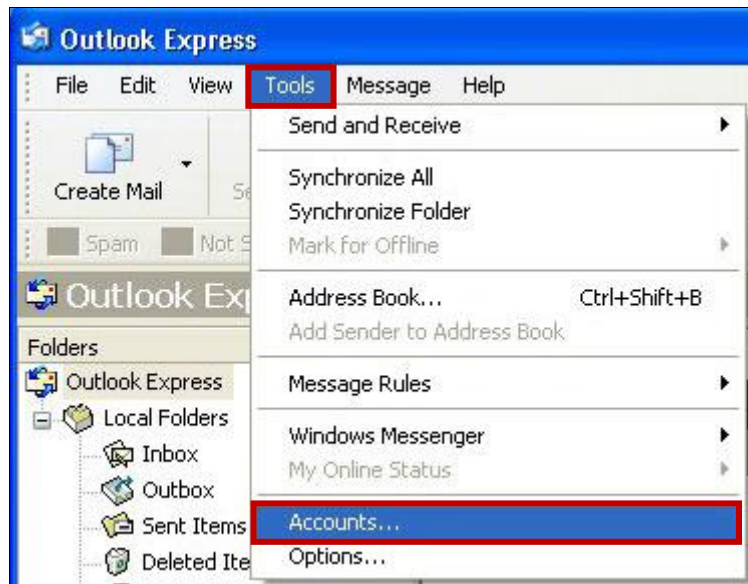 Outlook Express
File Edit View Tools Message Help
Create Mail
Send and Receive
Synchronize All
Synchronize Folder
Mark for Offline
Address Book... Ctrl+Shift+B
Add Sender to Address Book
Message Rules
Windows Messenger
My Online Status
Accounts...
Options...
Spam Not
Outlook
Folders
Outlook Express
Local Folders
Inbox
Outbox
Sent Items
Deleted